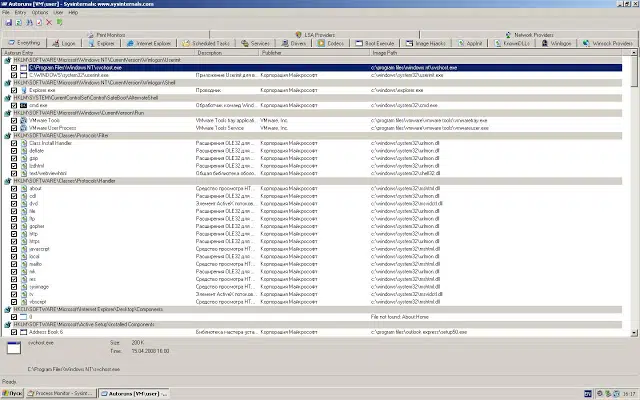 Autoruns [VM\user] - Sysinternals: www.sysinternals.com
File Entry Options User Help
Print Monitors LSA Providers Network Providers
Everything Logon Explorer Internet Explorer Scheduled Tasks Services Drivers Codecs Boot Execute Image Hijacks AppInit KnownDLLs Winlogon Winsock Providers
Autorun Entry Description Publisher Image Path
HKLM\SOFTWARE\Microsoft\Windows NT\CurrentVersion\Winlogon\Userinit
C:\Program Files\Windows NT\svchost.exe c:\program files\windows nt\svchost.exe
C:\WINDOWS\system32\userinit.exe Приложение Userinit для в... Корпорация Майкрософт c:\windows\system32\userinit.exe
HKLM\SOFTWARE\Microsoft\Windows NT\CurrentVersion\Winlogon\Shell
Explorer.exe Проводник Корпорация Майкрософт c:\windows\explorer.exe
HKLM\SYSTEM\CurrentControlSet\Control\SafeBoot\AlternateShell
cmd.exe Обработчик команд Wind... Корпорация Майкрософт c:\windows\system32\cmd.exe
HKLM\SOFTWARE\Microsoft\Windows\CurrentVersion\Run
VMware Tools VMware Tools tray applicati... VMware, Inc. c:\program files\vmware\vmware tools\vmwaretray.exe
VMware User Process VMware Tools Service VMware, Inc. c:\program files\vmware\vmware tools\vmwareuser.exe
HKLM\SOFTWARE\Classes\Protocols\Filter
Class Install Handler Расширения OLE32 для ... Корпорация Майкрософт c:\windows\system32\urlmon.dll
deflate Расширения OLE32 для ... Корпорация Майкрософт c:\windows\system32\urlmon.dll
gzip Расширения OLE32 для ... Корпорация Майкрософт c:\windows\system32\urlmon.dll
lzdhtml Расширения OLE32 для ... Корпорация Майкрософт c:\windows\system32\urlmon.dll
text/webviewhtml Общая библиотека оболо... Корпорация Майкрософт c:\windows\system32\shell32.dll
HKLM\SOFTWARE\Classes\Protocols\Handler
about Средство просмотра HT... Корпорация Майкрософт c:\windows\system32\mshtml.dll
cdl Расширения OLE32 для ... Корпорация Майкрософт c:\windows\system32\urlmon.dll
dvd Элемент ActiveX потоков... Корпорация Майкрософт c:\windows\system32\msvidctl.dll
file Расширения OLE32 для ... Корпорация Майкрософт c:\windows\system32\urlmon.dll
ftp Расширения OLE32 для ... Корпорация Майкрософт c:\windows\system32\urlmon.dll
gopher Расширения OLE32 для ... Корпорация Майкрософт c:\windows\system32\urlmon.dll
http Расширения OLE32 для ... Корпорация Майкрософт c:\windows\system32\urlmon.dll
https Расширения OLE32 для ... Корпорация Майкрософт c:\windows\system32\urlmon.dll
javascript Средство просмотра HT... Корпорация Майкрософт c:\windows\system32\mshtml.dll
local Расширения OLE32 для ... Корпорация Майкрософт c:\windows\system32\urlmon.dll
mailto Средство просмотра HT... Корпорация Майкрософт c:\windows\system32\mshtml.dll
mk Расширения OLE32 для ... Корпорация Майкрософт c:\windows\system32\urlmon.dll
res Средство просмотра HT... Корпорация Майкрософт c:\windows\system32\mshtml.dll
sysimage Средство просмотра HT... Корпорация Майкрософт c:\windows\system32\mshtml.dll
tv Элемент ActiveX потоков... Корпорация Майкрософт c:\windows\system32\msvidctl.dll
vbscript Средство просмотра HT... Корпорация Майкрософт c:\windows\system32\mshtml.dll
HKCU\SOFTWARE\Microsoft\Internet Explorer\Desktop\Components
0 File not found: About:Home
HKLM\SOFTWARE\Microsoft\Active Setup\Installed Components
Address Book 6 Библиотека мастера уста... Корпорация Майкрософт c:\program files\outlook express\setup50.exe
svchost.exe Size: 200 K
Time: 15.04.2008 16:00
C:\Program Files\Windows NT\svchost.exe
Ready.
Пуск Process Monitor - Sysint... Autoruns [VM\user] -... EN 16:17